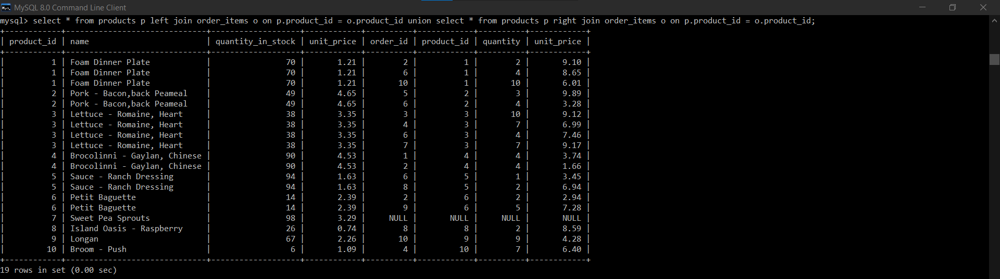 MySQL 8.0 Command Line Client
mysql> select * from products p left join order_items o on p.product_id = o.product_id union select * from products p right join order_items o on p.product_id = o.product_id;
+------------+------------------------------+-------------------+------------+----------+------------+----------+------------+
| product_id | name                         | quantity_in_stock | unit_price | order_id | product_id | quantity | unit_price |
+------------+------------------------------+-------------------+------------+----------+------------+----------+------------+
|          1 | Foam Dinner Plate            |                70 |       1.21 |        2 |          1 |        2 |       9.10 |
|          1 | Foam Dinner Plate            |                70 |       1.21 |        6 |          1 |        4 |       8.65 |
|          1 | Foam Dinner Plate            |                70 |       1.21 |       10 |          1 |       10 |       6.01 |
|          2 | Pork - Bacon,back Peameal    |                49 |       4.65 |        5 |          2 |        3 |       9.89 |
|          2 | Pork - Bacon,back Peameal    |                49 |       4.65 |        6 |          2 |        4 |       3.28 |
|          3 | Lettuce - Romaine, Heart     |                38 |       3.35 |        3 |          3 |       10 |       9.12 |
|          3 | Lettuce - Romaine, Heart     |                38 |       3.35 |        4 |          3 |        7 |       6.99 |
|          3 | Lettuce - Romaine, Heart     |                38 |       3.35 |        6 |          3 |        4 |       7.46 |
|          3 | Lettuce - Romaine, Heart     |                38 |       3.35 |        7 |          3 |        7 |       9.17 |
|          4 | Brocolinni - Gaylan, Chinese |                90 |       4.53 |        1 |          4 |        4 |       3.74 |
|          4 | Brocolinni - Gaylan, Chinese |                90 |       4.53 |        2 |          4 |        4 |       1.66 |
|          5 | Sauce - Ranch Dressing       |                94 |       1.63 |        6 |          5 |        1 |       3.45 |
|          5 | Sauce - Ranch Dressing       |                94 |       1.63 |        8 |          5 |        2 |       6.94 |
|          6 | Petit Baguette               |                14 |       2.39 |        2 |          6 |        2 |       2.94 |
|          6 | Petit Baguette               |                14 |       2.39 |        9 |          6 |        5 |       7.28 |
|          7 | Sweet Pea Sprouts            |                98 |       3.29 |     NULL |       NULL |     NULL |       NULL |
|          8 | Island Oasis - Raspberry     |                26 |       0.74 |        8 |          8 |        2 |       8.59 |
|          9 | Longan                       |                67 |       2.26 |       10 |          9 |        9 |       4.28 |
|         10 | Broom - Push                 |                 6 |       1.09 |        4 |         10 |        7 |       6.40 |
+------------+------------------------------+-------------------+------------+----------+------------+----------+------------+
19 rows in set (0.00 sec)